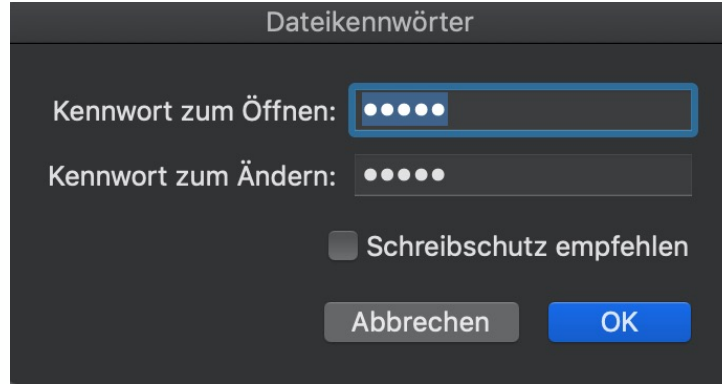 Dateikennwörter
Kennwort zum Öffnen: •••••
Kennwort zum Ändern: •••••
Schreibschutz empfehlen
Abbrechen OK